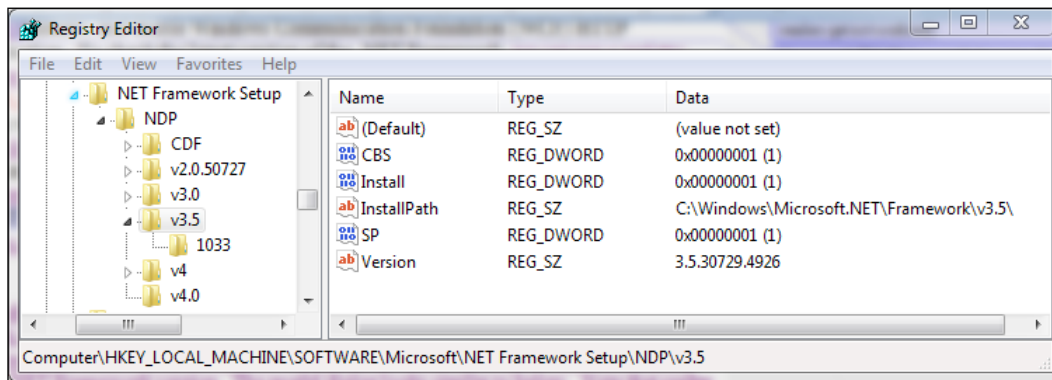 Registry Editor
File Edit View Favorites Help
NET Framework Setup
NDP
CDF
v2.0.50727
v3.0
v3.5
1033
v4
v4.0
Name Type Data
(Default) REG_SZ (value not set)
CBS REG_DWORD 0x00000001 (1)
Install REG_DWORD 0x00000001 (1)
InstallPath REG_SZ C:\Windows\Microsoft.NET\Framework\v3.5\
SP REG_DWORD 0x00000001 (1)
Version REG_SZ 3.5.30729.4926
Computer\HKEY_LOCAL_MACHINE\SOFTWARE\Microsoft\NET Framework Setup\NDP\v3.5